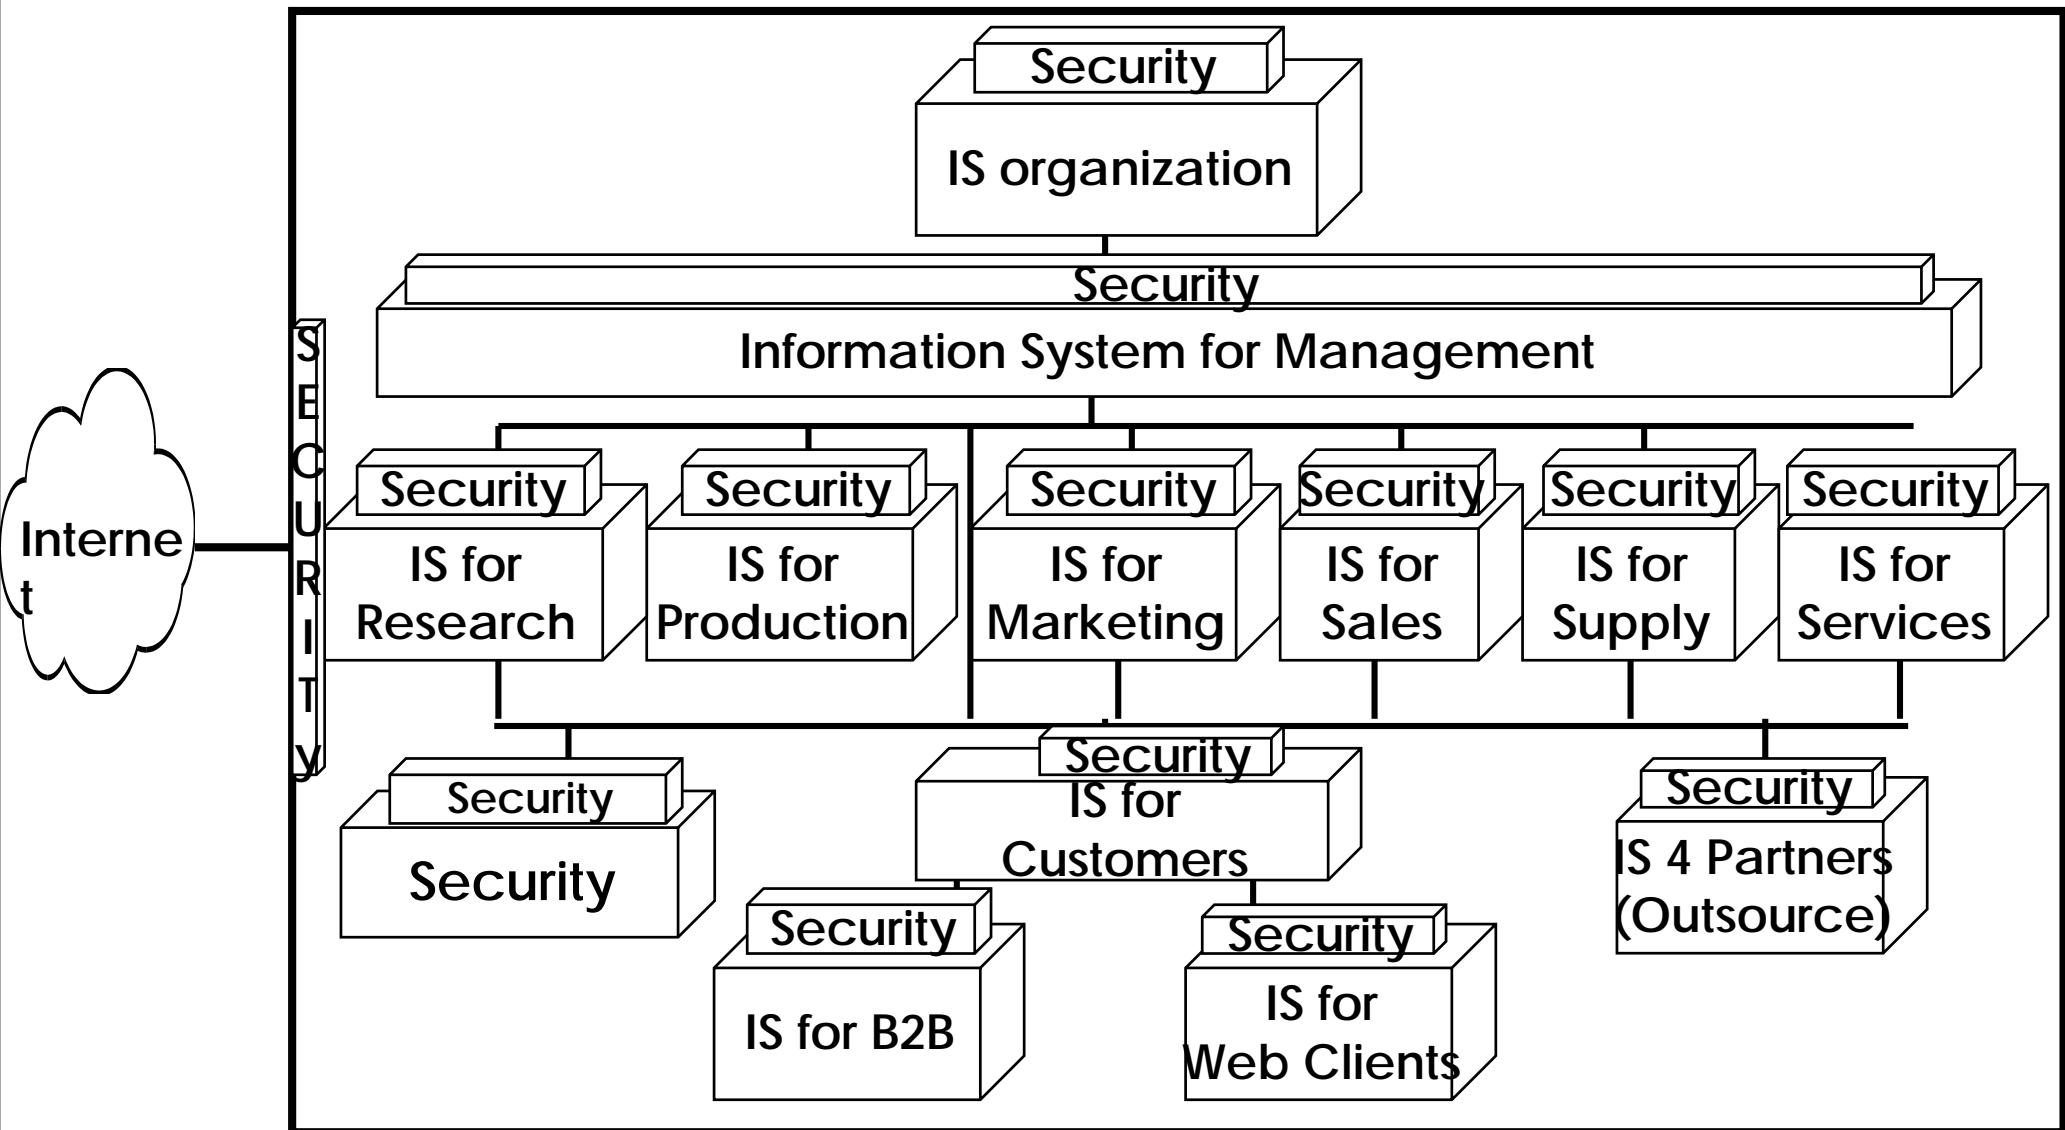 Security
IS organization
Security
Information System for Management
S
E
C
U
R
I
T
y
Interne
t
Security
Security
Security
Security
Security
Security
IS for
Research
IS for
Production
IS for
Marketing
IS for
Sales
IS for
Supply
IS for
Services
Security
Security
Security
IS for
Customers
Security
IS 4 Partners
(Outsource)
Security
IS for B2B
Security
IS for
Web Clients